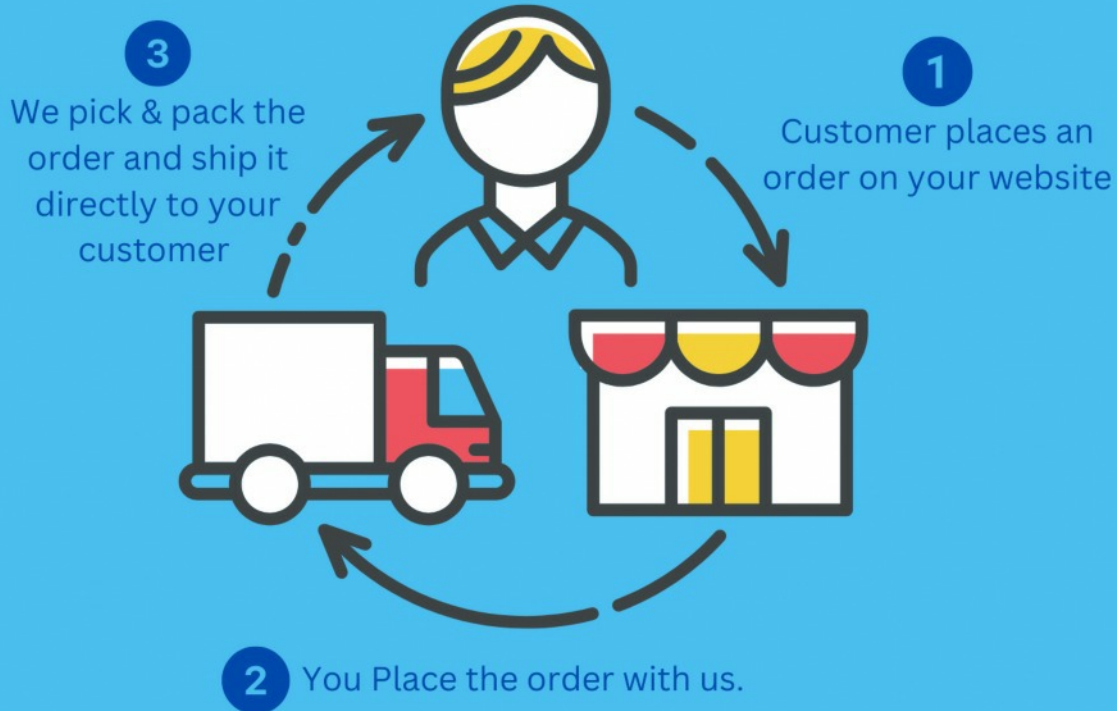 1
Customer places an
order on your website
2
You Place the order with us.
3
We pick & pack the
order and ship it
directly to your
customer